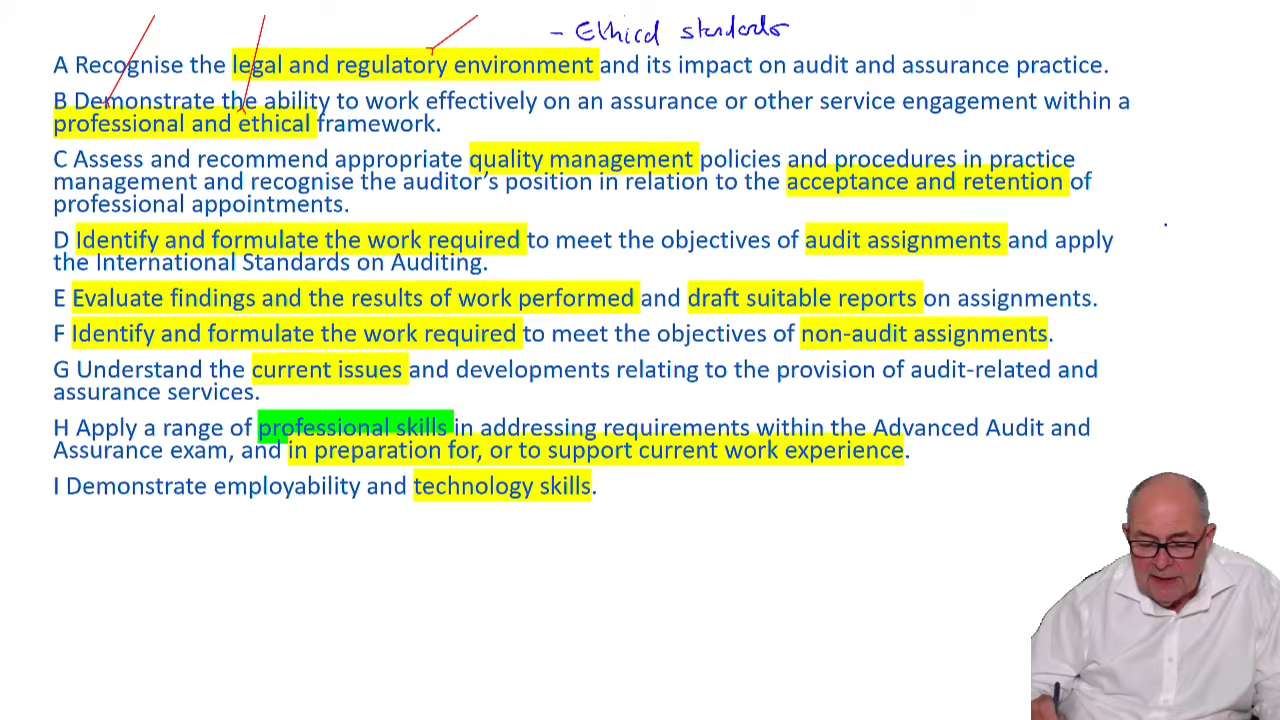 - Ethical standards
A Recognise the legal and regulatory environment and its impact on audit and assurance practice.
B Demonstrate the ability to work effectively on an assurance or other service engagement within a
professional and ethical framework.
C Assess and recommend appropriate quality management policies and procedures in practice
management and recognise the auditor's position in relation to the acceptance and retention of
professional appointments.
D Identify and formulate the work required to meet the objectives of audit assignments and apply
the International Standards on Auditing.
E Evaluate findings and the results of work performed and draft suitable reports on assignments.
F Identify and formulate the work required to meet the objectives of non-audit assignments.
G Understand the current issues and developments relating to the provision of audit-related and
assurance services.
H Apply a range of professional skills in addressing requirements within the Advanced Audit and
Assurance exam, and in preparation for, or to support current work experience.
I Demonstrate employability and technology skills.